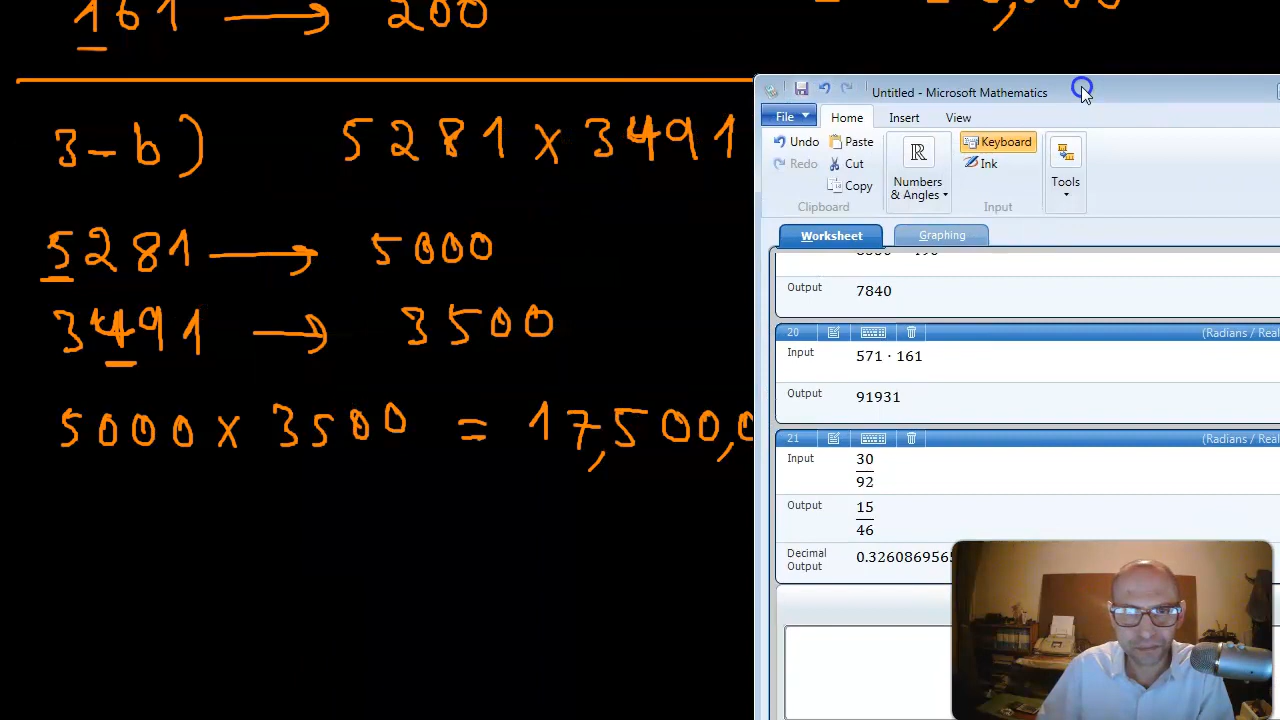 161 → 200
Untitled - Microsoft Mathematics
File Home Insert View
Undo Paste Keyboard
Redo Cut Ink
Copy
Numbers & Angles Tools
Clipboard Input
Worksheet Graphing
Output 7840
20 (Radians / Real
Input 571 · 161
Output 91931
21 (Radians / Real
Input 30
92
Output 15
46
Decimal Output 0.326086956
3-b) 5281 x 3491
5281 → 5000
3491 → 3500
5000 x 3500 = 17,500,0